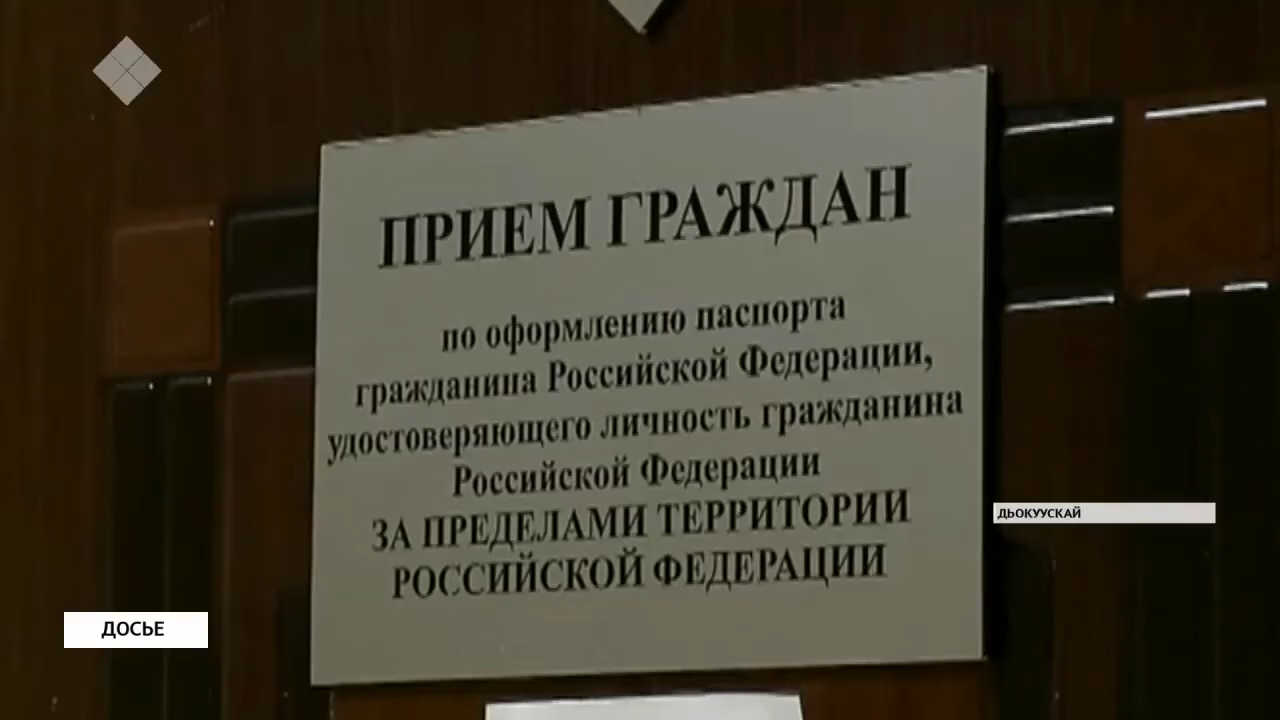 ПРИЕМ ГРАЖДАН
по оформлению паспорта
гражданина Российской Федерации,
удостоверяющего личность гражданина
Российской Федерации
ЗА ПРЕДЕЛАМИ ТЕРРИТОРИИ
РОССИЙСКОЙ ФЕДЕРАЦИИ
ДЬОКУУСКАЙ
ДОСЬЕ